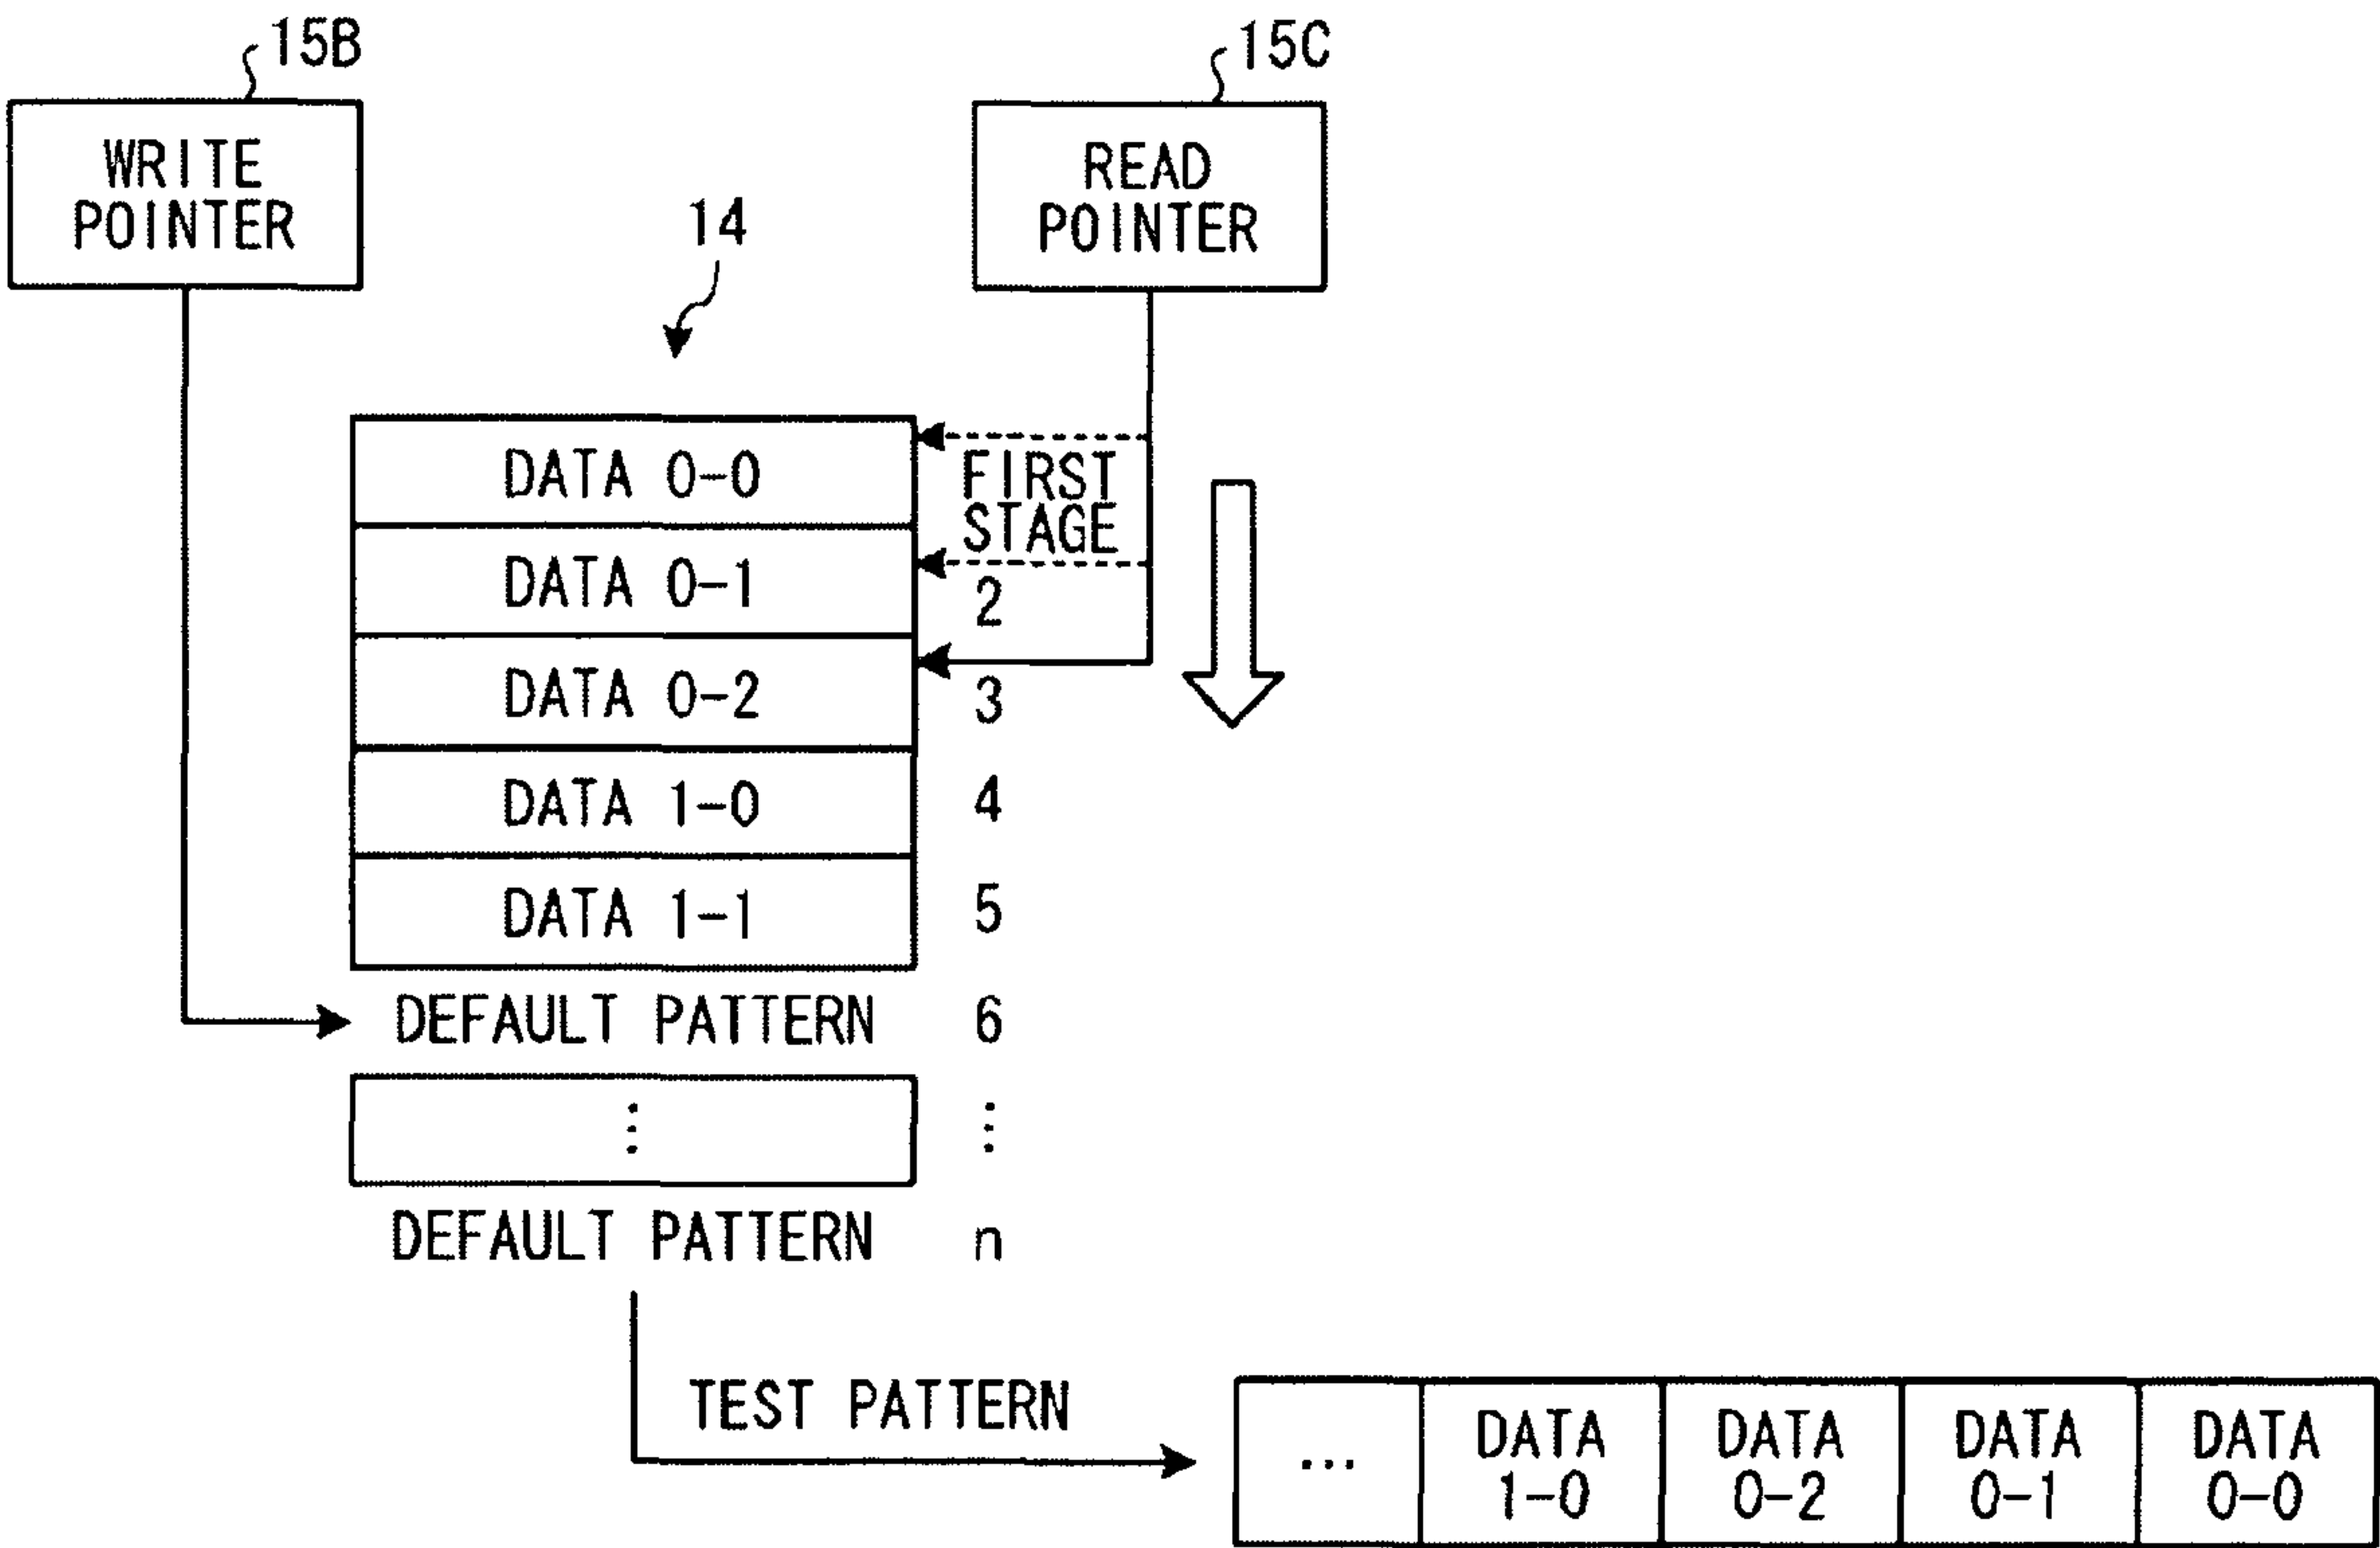 15B
15C
WRITE
POINTER
READ
POINTER
14
DATA 0-0
FIRST
STAGE
DATA 0-1
2
DATA 0-2
3
DATA 1-0
4
DATA 1-1
5
DEFAULT PATTERN
6
⋮
⋮
DEFAULT PATTERN
n
TEST PATTERN
...
DATA
1-0
DATA
0-2
DATA
0-1
DATA
0-0